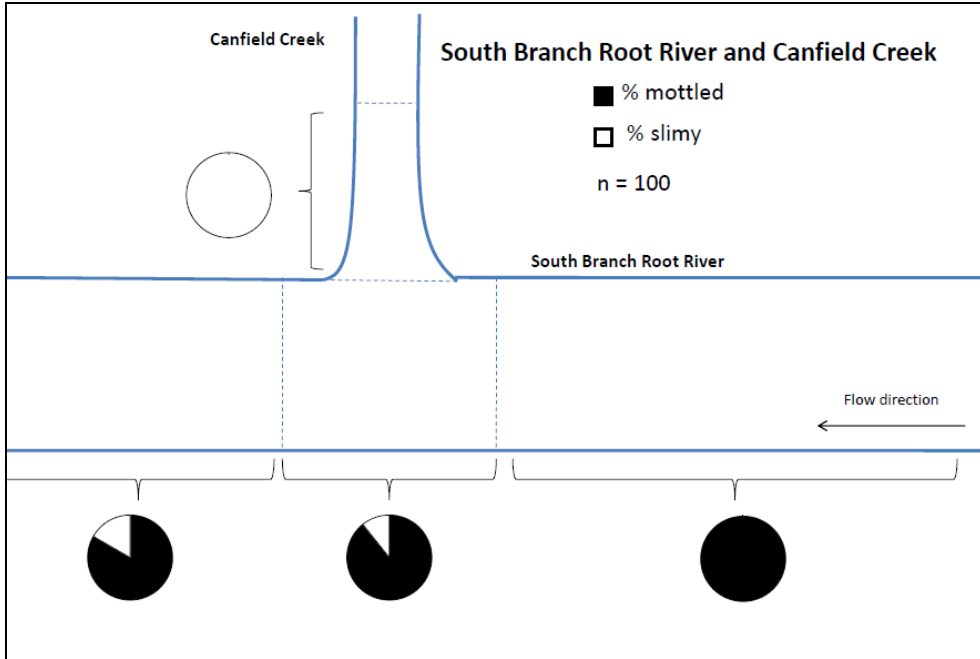 Canfield Creek
South Branch Root River and Canfield Creek
% mottled
% slimy
n = 100
South Branch Root River
Flow direction